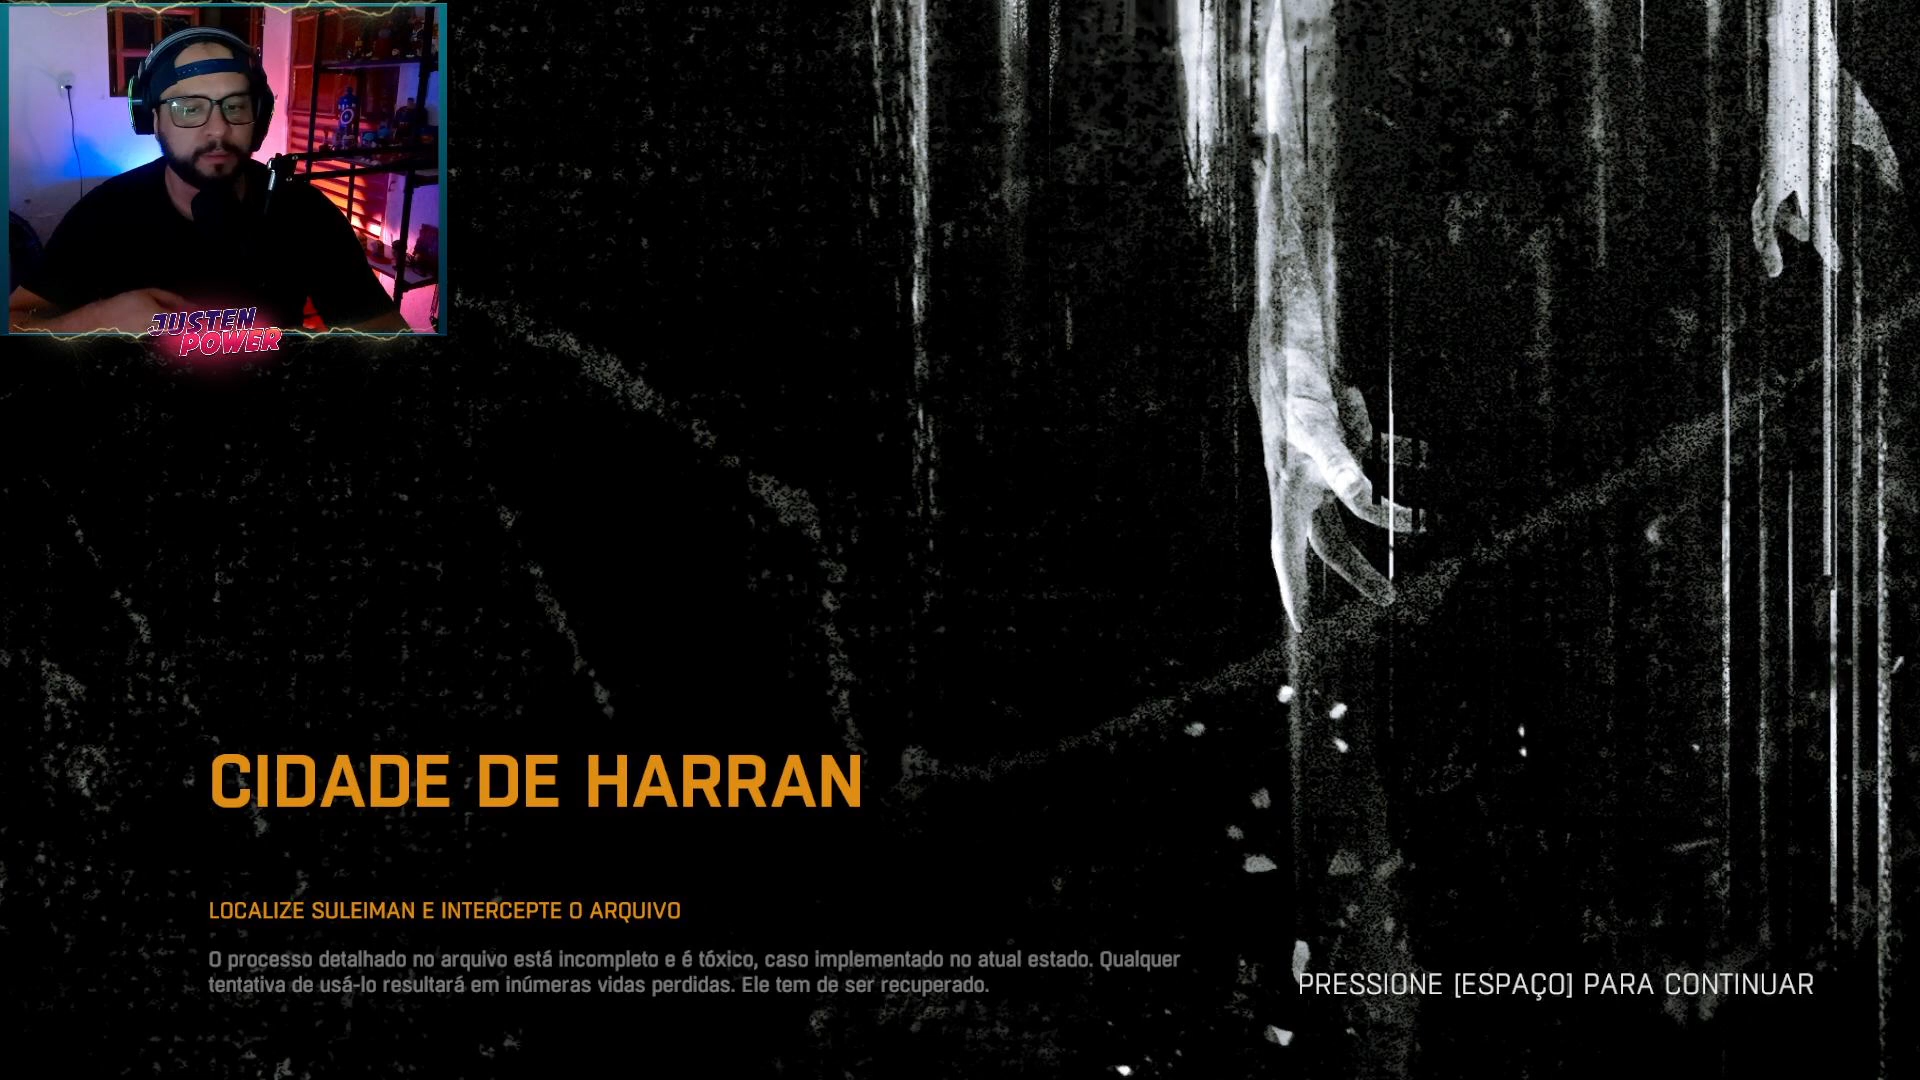 JUSTEN
POWER
CIDADE DE HARRAN
LOCALIZE SULEIMAN E INTERCEPTE O ARQUIVO
O processo detalhado no arquivo está incompleto e é tóxico, caso implementado no atual estado. Qualquer
tentativa de usá-lo resultará em inúmeras vidas perdidas. Ele tem de ser recuperado.
PRESSIONE [ESPAÇO] PARA CONTINUAR